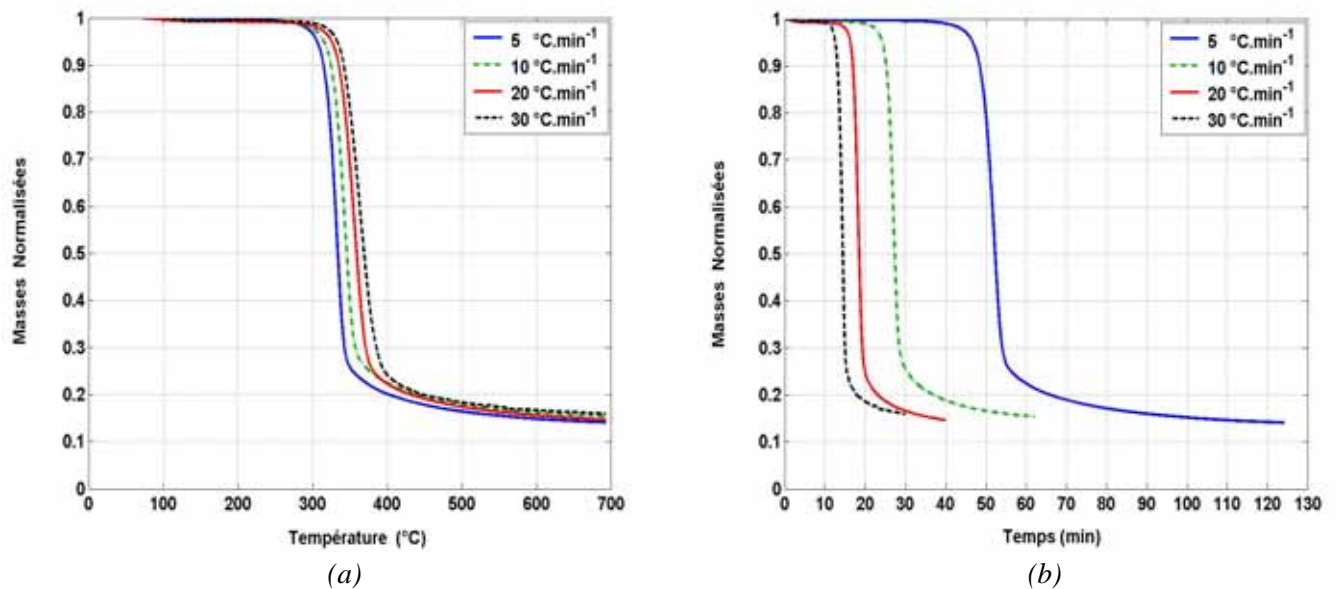 1
0.9
0.8
0.7
0.6
0.5
0.4
0.3
0.2
0.1
0
Masses Normalisées
0 100 200 300 400 500 600 700
Température (°C)
5 °C.min-1
10 °C.min-1
20 °C.min-1
30 °C.min-1
(a)
1
0.9
0.8
0.7
0.6
0.5
0.4
0.3
0.2
0.1
0
Masses Normalisées
0 10 20 30 40 50 60 70 80 90 100 110 120 130
Temps (min)
5 °C.min-1
10 °C.min-1
20 °C.min-1
30 °C.min-1
(b)